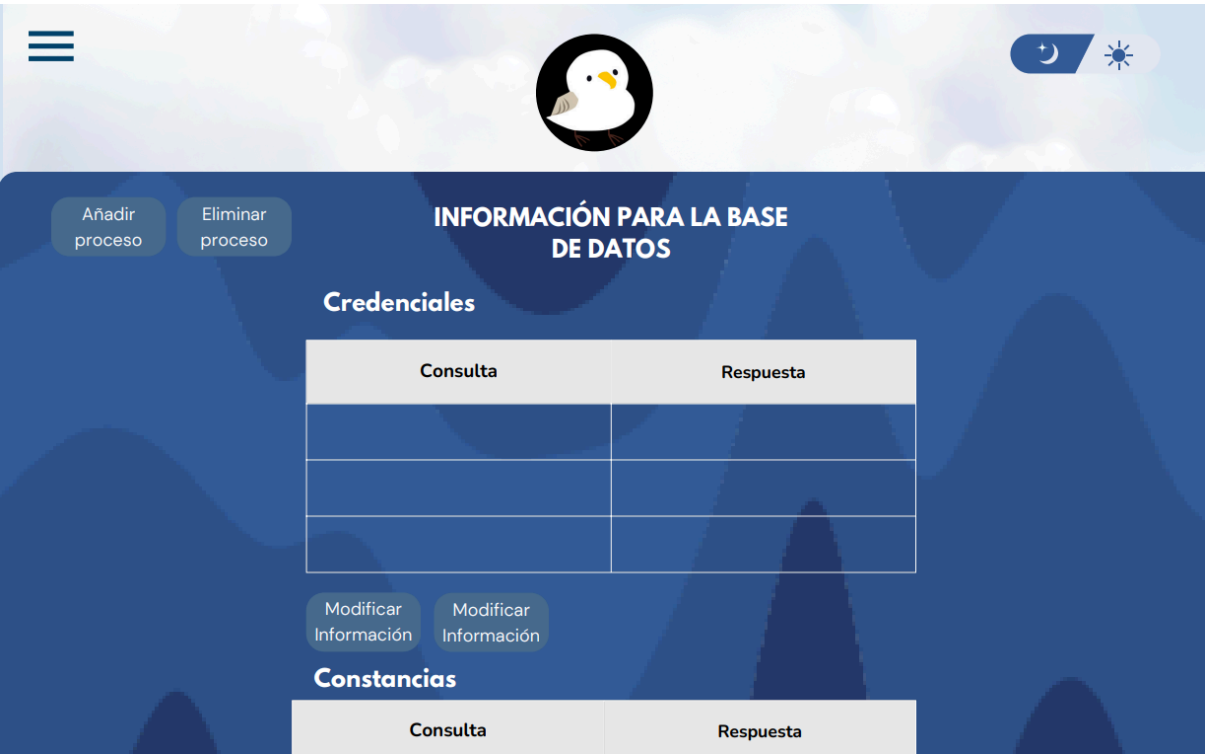 Añadir
proceso
Eliminar
proceso
INFORMACIÓN PARA LA BASE
DE DATOS
Credenciales
Consulta
Respuesta
Modificar
Información
Modificar
Información
Constancias
Consulta
Respuesta